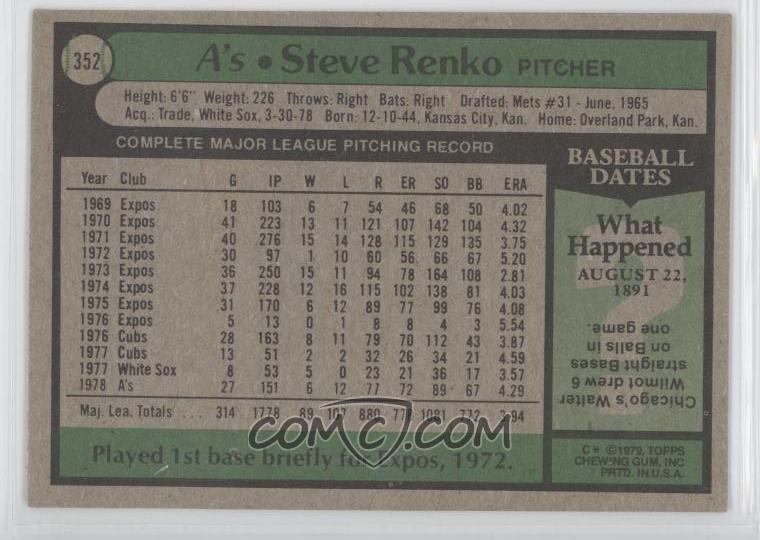 352
A's • Steve Renko PITCHER
Height: 6'6" Weight: 226 Throws: Right Bats: Right Drafted: Mets #31 - June, 1965
Acq.: Trade, White Sox, 3-30-78 Born: 12-10-44, Kansas City, Kan. Home: Overland Park, Kan.
COMPLETE MAJOR LEAGUE PITCHING RECORD
Year Club G IP W L R ER SO BB ERA
1969 Expos 18 103 6 7 54 46 68 50 4.02
1970 Expos 41 223 13 11 121 107 142 104 4.32
1971 Expos 40 276 15 14 128 115 129 135 3.75
1972 Expos 30 97 1 10 60 56 66 67 5.20
1973 Expos 36 250 15 11 94 78 164 108 2.81
1974 Expos 37 228 12 16 115 102 138 81 4.03
1975 Expos 31 170 6 12 89 77 99 76 4.08
1976 Expos 5 13 0 1 8 8 4 3 5.54
1976 Cubs 28 163 8 11 79 70 112 43 3.87
1977 Cubs 13 51 2 2 32 26 34 21 4.59
1977 White Sox 8 53 5 0 23 21 36 17 3.57
1978 A's 27 151 6 12 77 72 89 67 4.29
Maj. Lea. Totals ... 314 1778 89 107 880 1081 772 3.94
Played 1st base briefly for Expos, 1972.
BASEBALL
DATES
What
Happened
AUGUST 22,
1891
Chicago's Walter
Wilmot drew 6
straight Bases
on Balls in
one game.
C* ©1979, TOPPS
CHEWING GUM, INC
PRTD. IN U.S.A.
COMC.COM